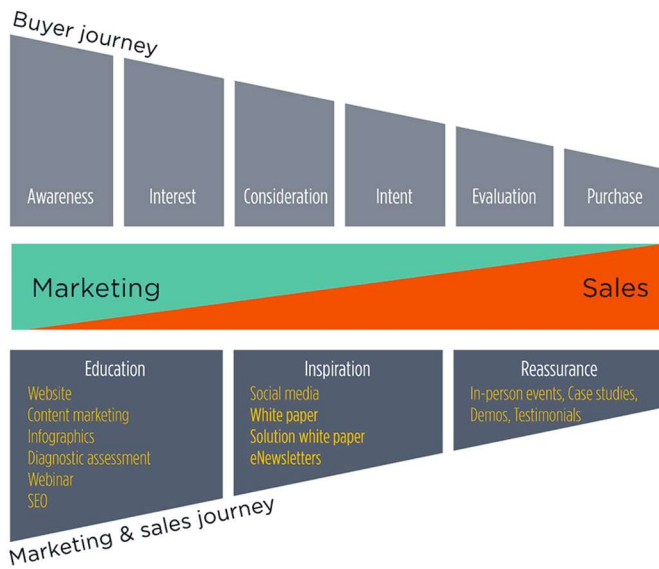 Buyer journey
Awareness
Interest
Consideration
Intent
Evaluation
Purchase
Marketing
Sales
Education
Website
Content marketing
Infographics
Diagnostic assessment
Webinar
SEO
Inspiration
Social media
White paper
Solution white paper
eNewsletters
Reassurance
In-person events, Case studies,
Demos, Testimonials
Marketing & sales journey